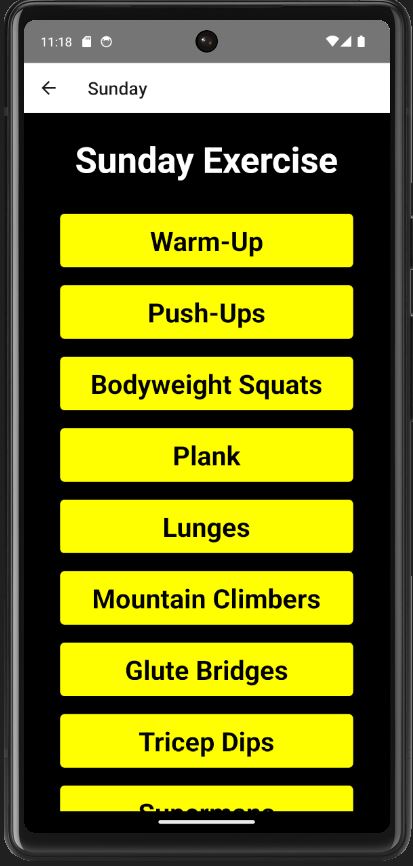 11:18
Sunday
Sunday Exercise
Warm-Up
Push-Ups
Bodyweight Squats
Plank
Lunges
Mountain Climbers
Glute Bridges
Tricep Dips
Supermans